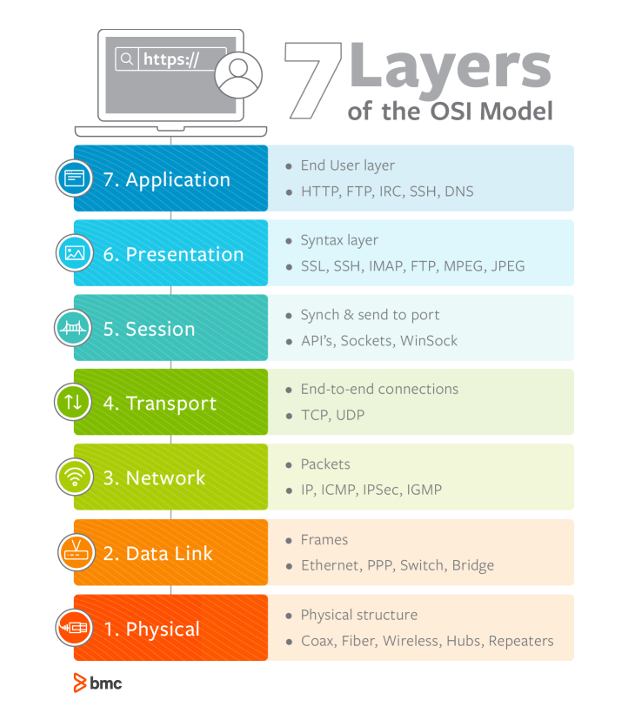 https://
7 Layers
of the OSI Model
7. Application
• End User layer
• HTTP, FTP, IRC, SSH, DNS
6. Presentation
• Syntax layer
• SSL, SSH, IMAP, FTP, MPEG, JPEG
5. Session
• Synch & send to port
• API's, Sockets, WinSock
4. Transport
• End-to-end connections
• TCP, UDP
3. Network
• Packets
• IP, ICMP, IPSec, IGMP
2. Data Link
• Frames
• Ethernet, PPP, Switch, Bridge
1. Physical
• Physical structure
• Coax, Fiber, Wireless, Hubs, Repeaters
bmc